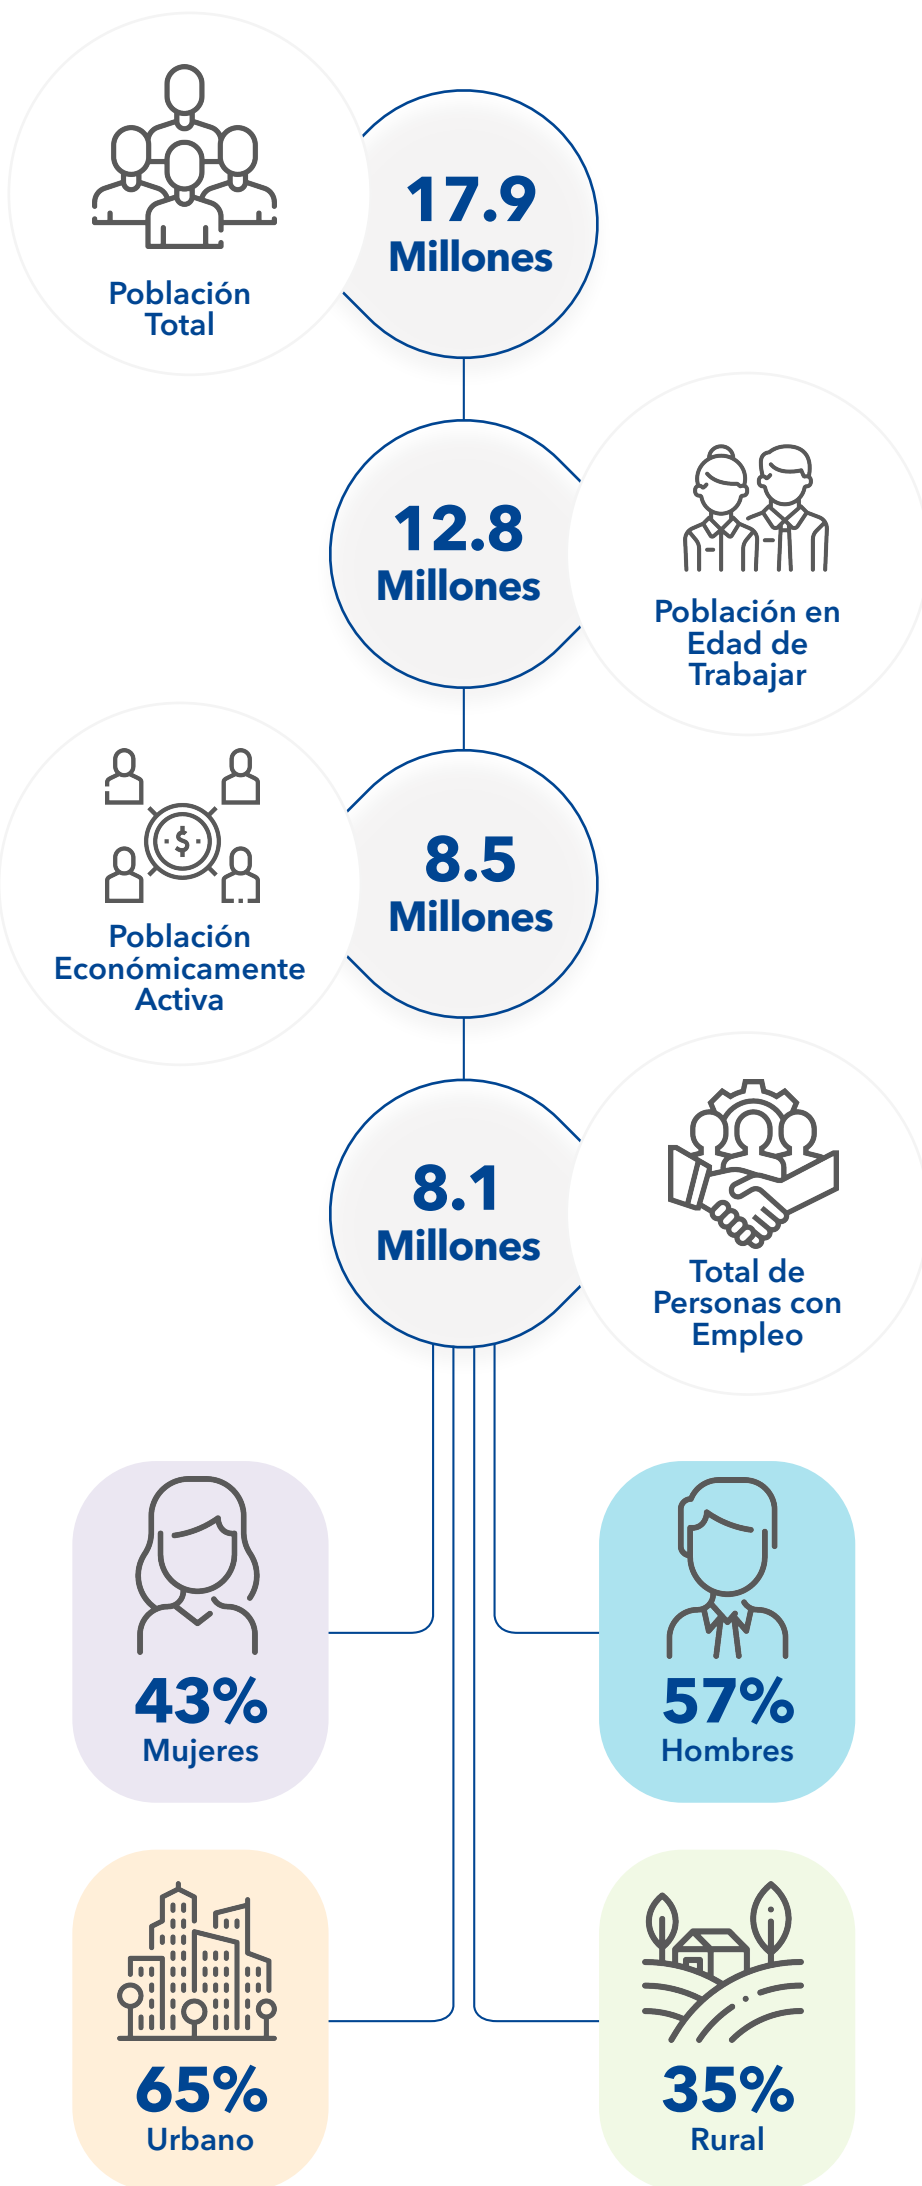 17.9
Millones
Población
Total
12.8
Millones
Población en
Edad de
Trabajar
8.5
Millones
Población
Económicamente
Activa
8.1
Millones
Total de
Personas con
Empleo
43%
Mujeres
57%
Hombres
65%
Urbano
35%
Rural